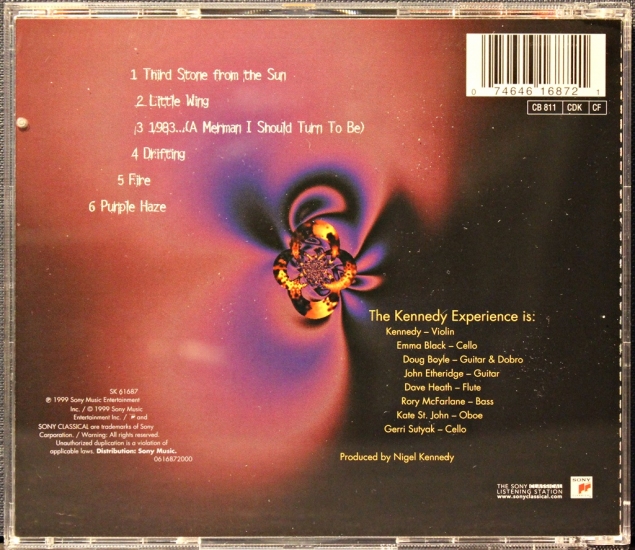 1 Third Stone from the Sun
2 Little Wing
3 1983...(A Merman I Should Turn To Be)
4 Drifting
5 Fire
6 Purple Haze
0 74646 16872 1
CB 811 CDK CF
The Kennedy Experience is:
Kennedy – Violin
Emma Black – Cello
Doug Boyle – Guitar & Dobro
John Etheridge – Guitar
Dave Heath – Flute
Rory McFarlane – Bass
Kate St. John – Oboe
Gerri Sutyak – Cello
Produced by Nigel Kennedy
SK 61687
℗ 1999 Sony Music Entertainment
Inc. / © 1999 Sony Music
Entertainment Inc. / and
SONY CLASSICAL are trademarks of Sony
Corporation. / Warning: All rights reserved.
Unauthorized duplication is a violation of
applicable laws. Distribution: Sony Music.
0616872000
THE SONY
LISTENING STATION
www.sonyclassical.com
SONY